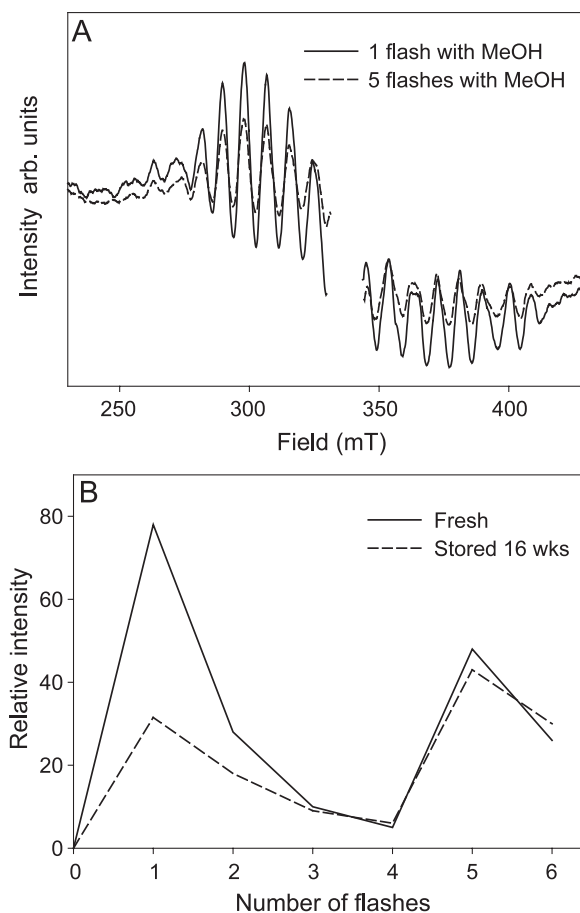 A
1 flash with MeOH
5 flashes with MeOH
Intensity arb. units
250 300 350 400
Field (mT)
B
Fresh
Stored 16 wks
Relative intensity
80
60
40
20
0
0 1 2 3 4 5 6
Number of flashes